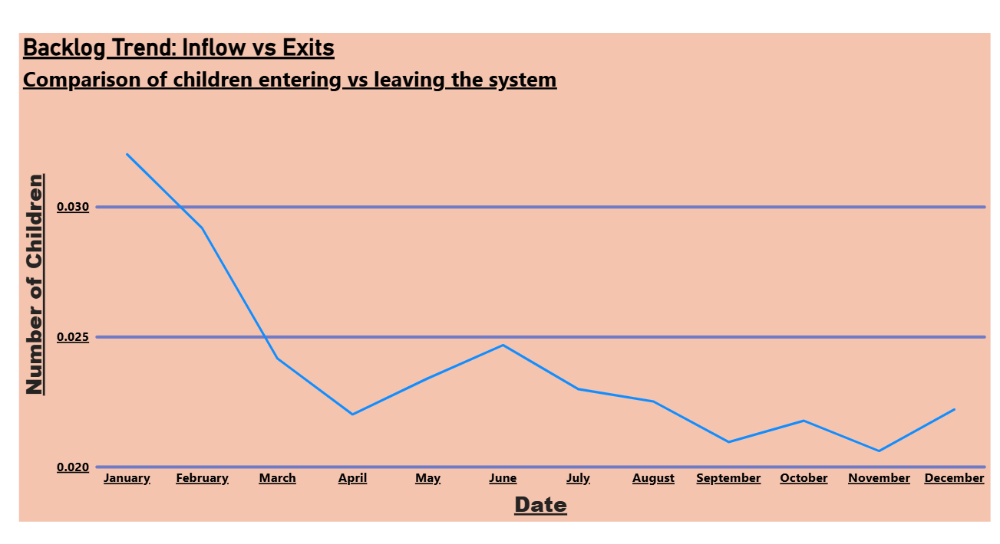 Backlog Trend: Inflow vs Exits
Comparison of children entering vs leaving the system
Number of Children
0.030
0.025
0.020
January February March April May June July August September October November December
Date